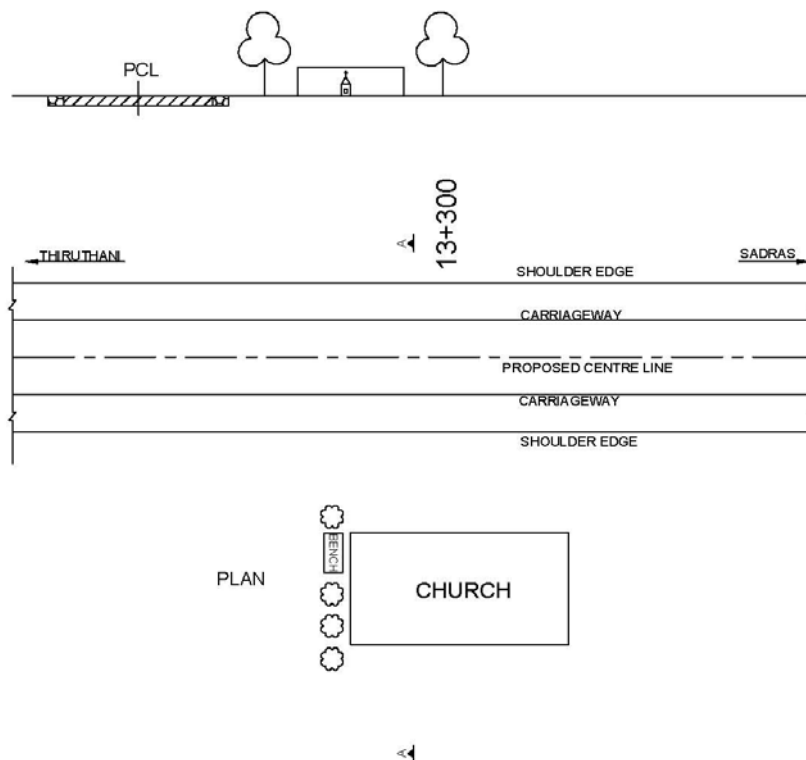 PCL
A
13+300
THIRUTHANI
SADRAS
SHOULDER EDGE
CARRIAGEWAY
PROPOSED CENTRE LINE
CARRIAGEWAY
SHOULDER EDGE
BENCH
PLAN
CHURCH
A